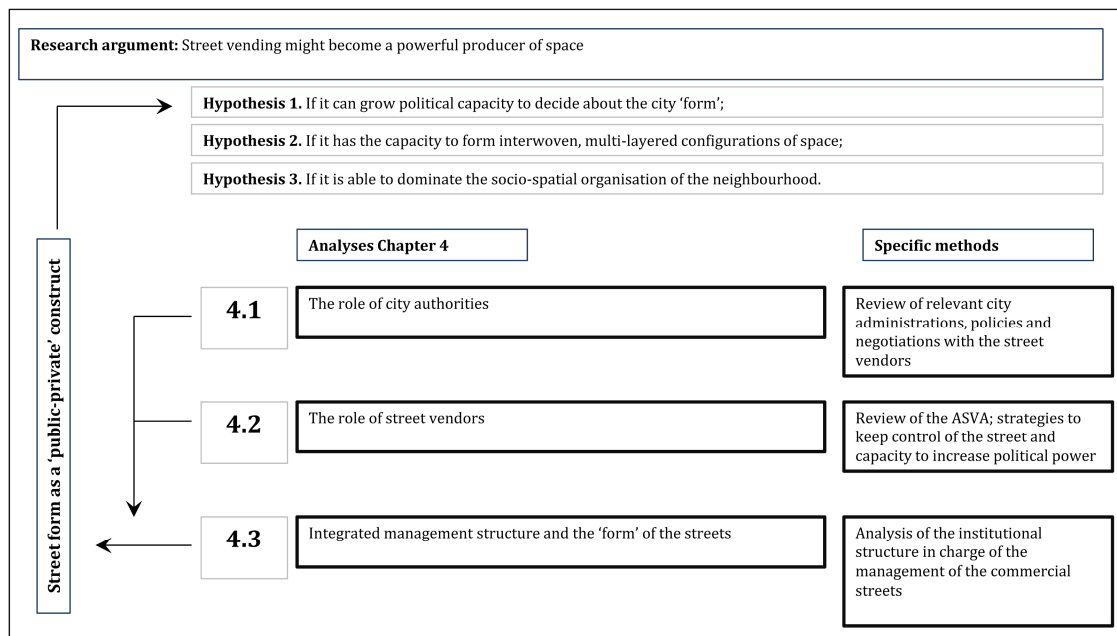 Research argument: Street vending might become a powerful producer of space
Hypothesis 1. If it can grow political capacity to decide about the city ‘form’;
Hypothesis 2. If it has the capacity to form interwoven, multi-layered configurations of space;
Hypothesis 3. If it is able to dominate the socio-spatial organisation of the neighbourhood.
Street form as a ‘public-private’ construct
Analyses Chapter 4
Specific methods
4.1
The role of city authorities
Review of relevant city
administrations, policies and
negotiations with the street
vendors
4.2
The role of street vendors
Review of the ASVA; strategies to
keep control of the street and
capacity to increase political power
4.3
Integrated management structure and the ‘form’ of the streets
Analysis of the institutional
structure in charge of the
management of the commercial
streets